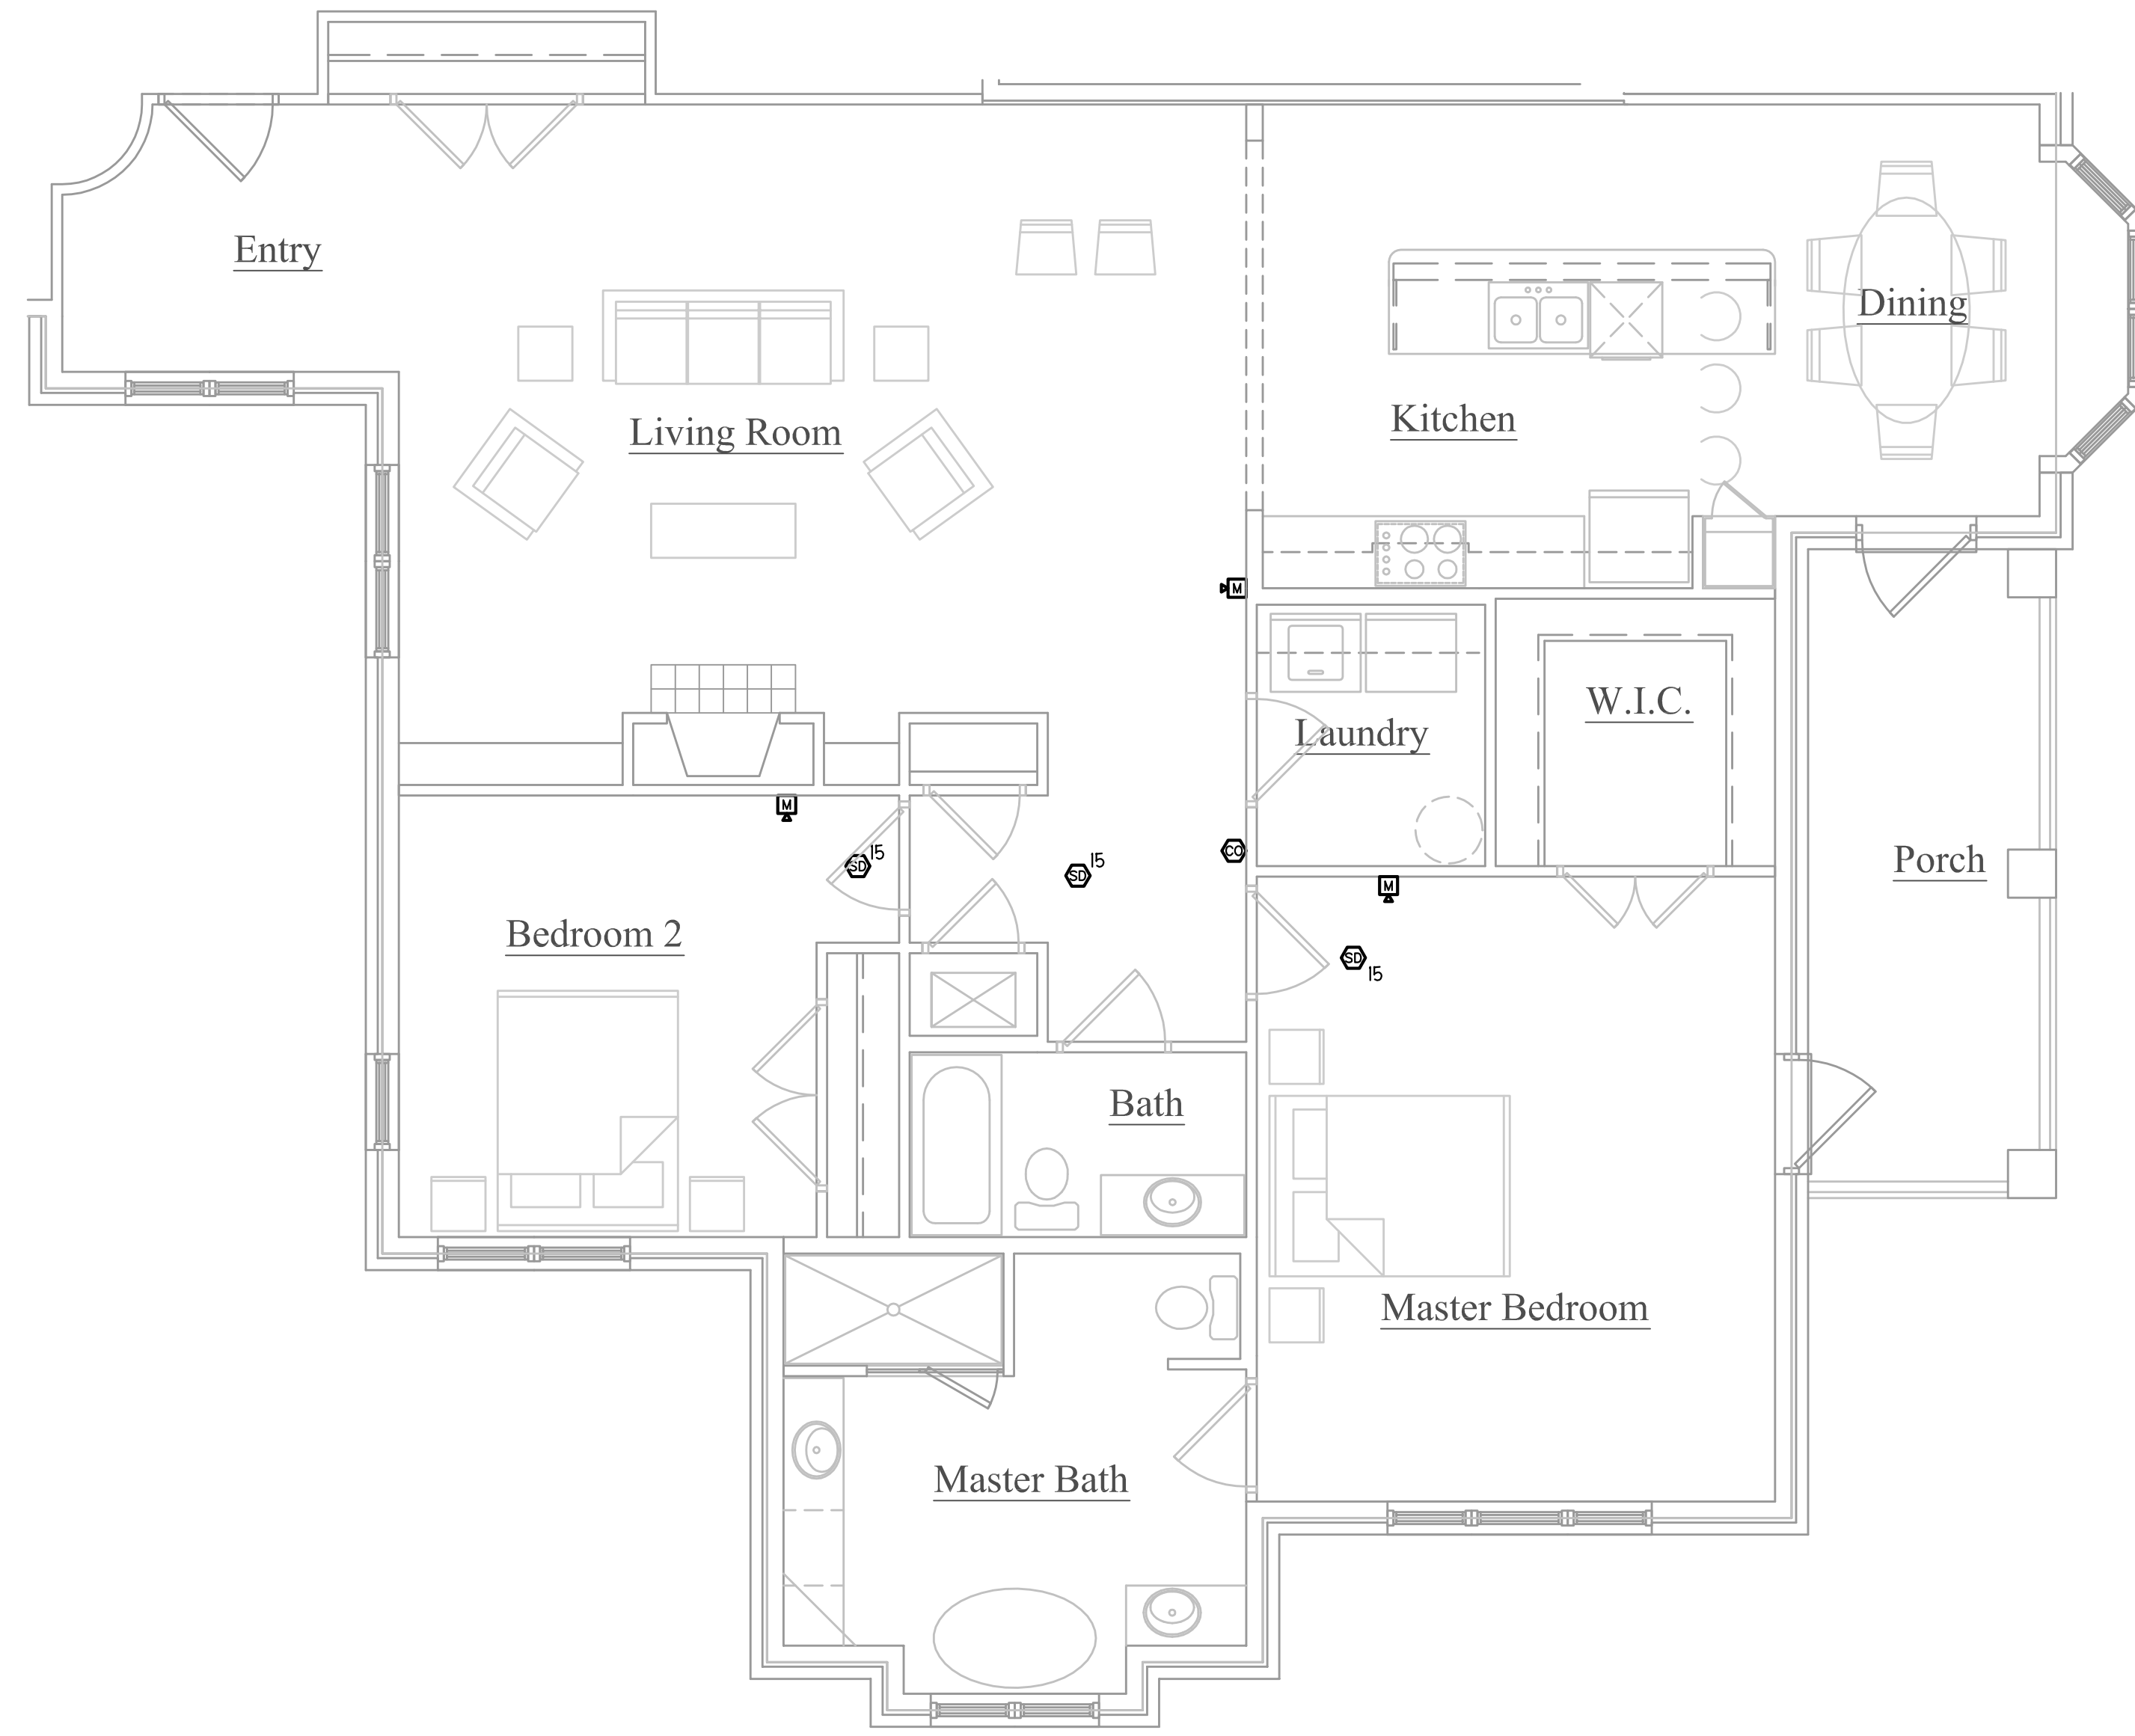 Entry
Dining
Living Room
Kitchen
M
W.I.C.
Laundry
M
CO
SD 15
SD 15
M
Porch
Bedroom 2
SD 15
Bath
Master Bedroom
Master Bath